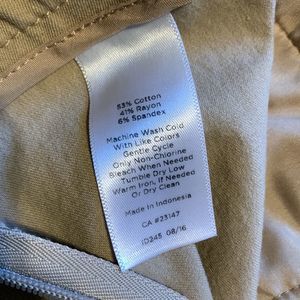 53% Cotton
41% Rayon
6% Spandex
Machine Wash Cold
With Like Colors
Gentle Cycle
Only Non-Chlorine
Bleach When Needed
Tumble Dry Low
Warm Iron, If Needed
Or Dry Clean
Made in Indonesia
CA #23147
ID245 08/16